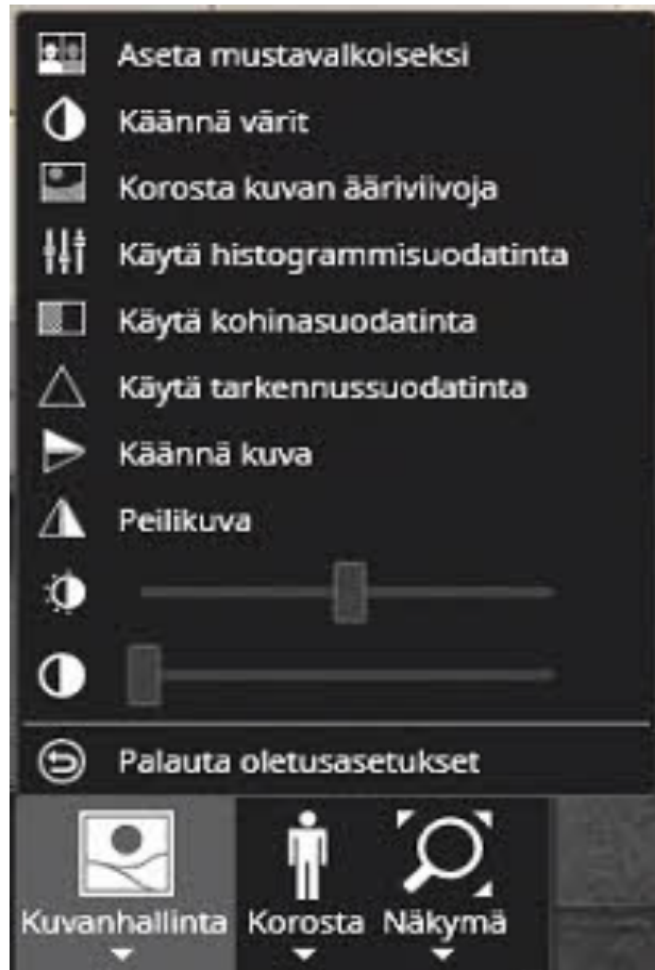 Aseta mustavalkoiseksi
Käännä värit
Korosta kuvan ääriviivoja
Käytä histogrammisuodatinta
Käytä kohinasuodatinta
Käytä tarkennussuodatinta
Käännä kuva
Peilikuva
Palauta oletusasetukset
Kuvanhallinta Korosta Näkymä